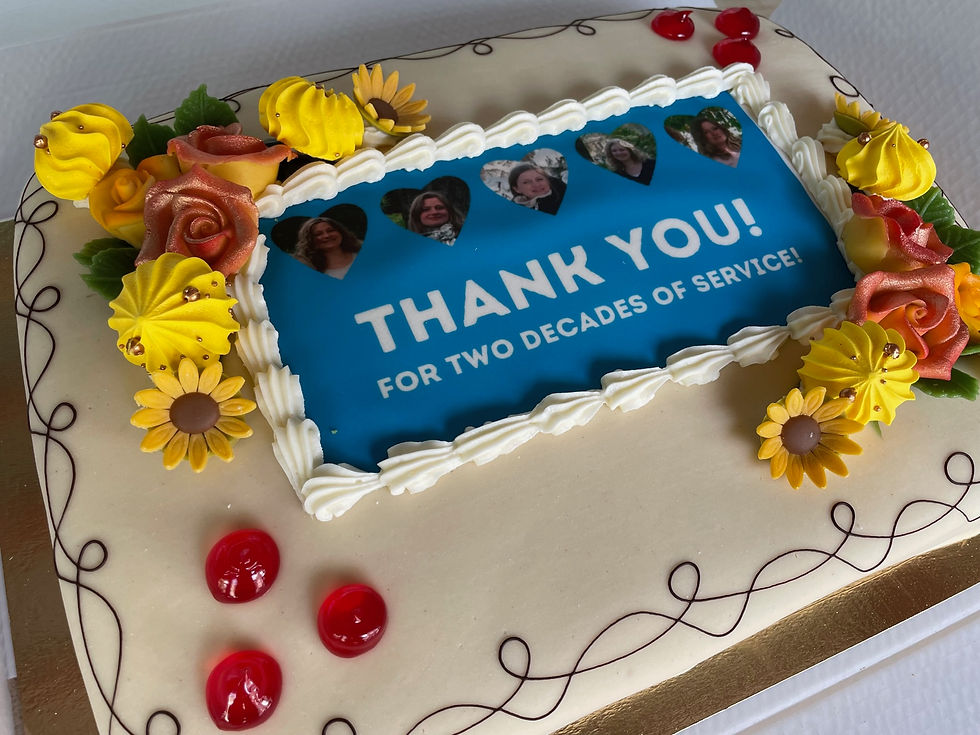 THANK YOU!
FOR TWO DECADES OF SERVICE!